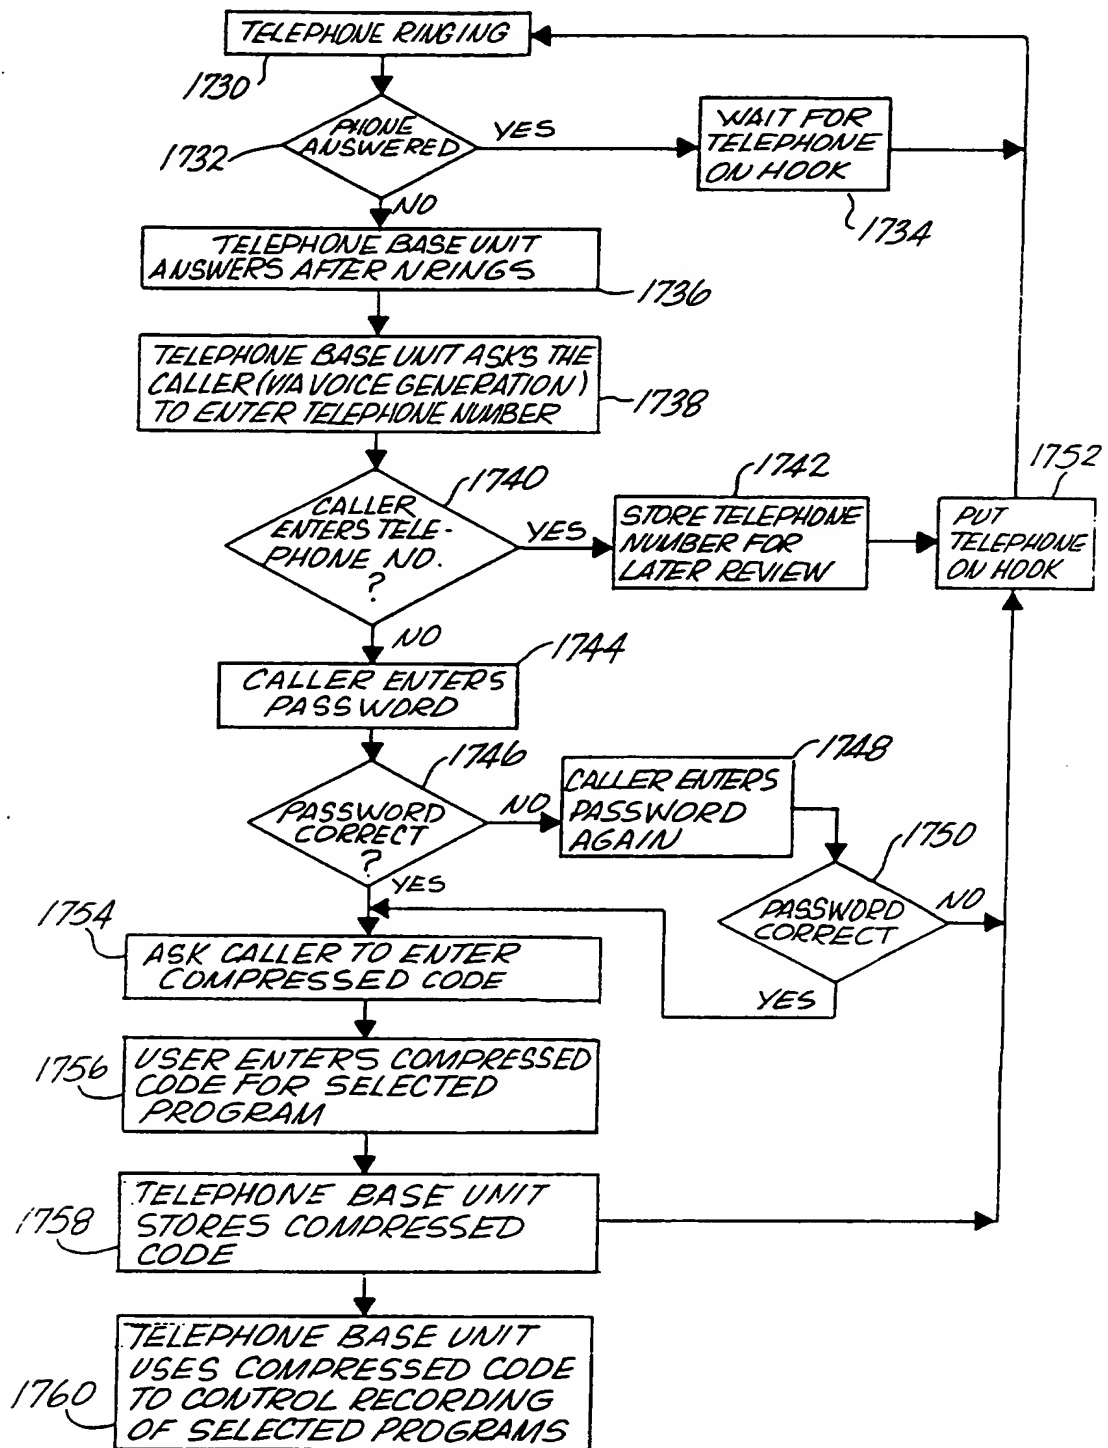 TELEPHONE RINGING
1730
PHONE
ANSWERED
1732
YES
WAIT FOR
TELEPHONE
ON HOOK
1734
NO
TELEPHONE BASE UNIT
ANSWERS AFTER N RINGS
1736
TELEPHONE BASE UNIT ASKS THE
CALLER (VIA VOICE GENERATION)
TO ENTER TELEPHONE NUMBER
1738
1740
CALLER
ENTERS TELE-
PHONE NO.
?
YES
1742
STORE TELEPHONE
NUMBER FOR
LATER REVIEW
1752
PUT
TELEPHONE
ON HOOK
NO
1744
CALLER ENTERS
PASSWORD
1746
PASSWORD
CORRECT
?
NO
1748
CALLER ENTERS
PASSWORD
AGAIN
1750
PASSWORD
CORRECT
NO
YES
YES
1754
ASK CALLER TO ENTER
COMPRESSED CODE
1756
USER ENTERS COMPRESSED
CODE FOR SELECTED
PROGRAM
1758
TELEPHONE BASE UNIT
STORES COMPRESSED
CODE
1760
TELEPHONE BASE UNIT
USES COMPRESSED CODE
TO CONTROL RECORDING
OF SELECTED PROGRAMS